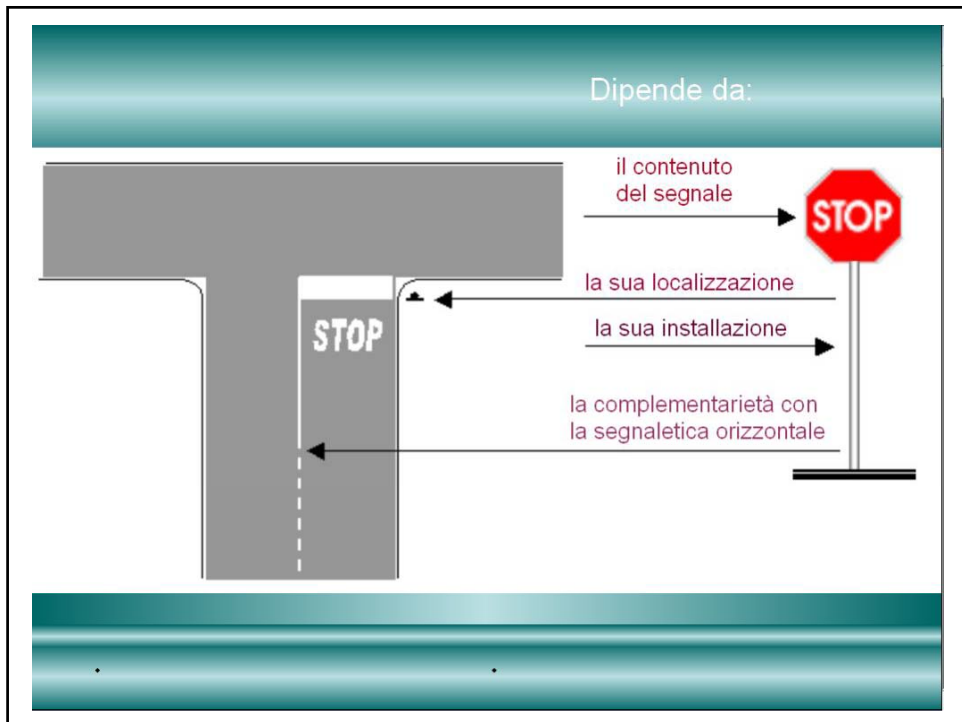 Dipende da:
il contenuto
del segnale
STOP
la sua localizzazione
STOP
la sua installazione
la complementarietà con
la segnaletica orizzontale